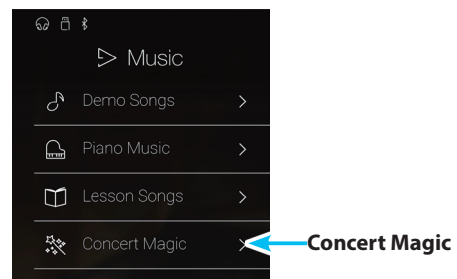 Music
Demo Songs
Piano Music
Lesson Songs
Concert Magic
Concert Magic